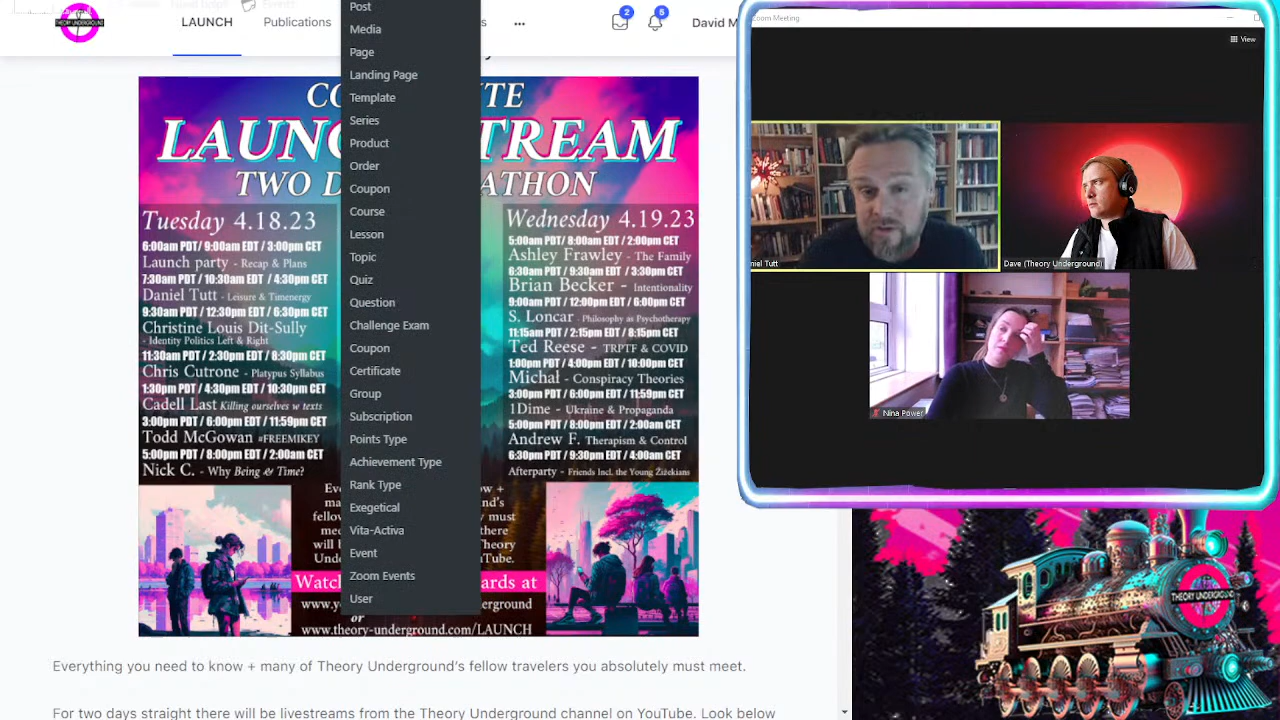 THEORY UNDERGROUND
LAUNCH
Publications
2
5
David M
Post
Media
Page
Landing Page
Template
Series
Product
Order
Coupon
Course
Lesson
Topic
Quiz
Question
Challenge Exam
Coupon
Certificate
Group
Subscription
Points Type
Achievement Type
Rank Type
Exegetical
Vita-Activa
Event
Zoom Events
User
Tuesday 4.18.23
6:00am PDT/ 9:00am EDT / 3:00pm CET
Launch party - Recap & Plans
7:30am PDT / 10:30am EDT / 4:30pm CET
Daniel Tutt - Leisure & Timenergy
9:30am PDT / 12:30pm EDT / 6:30pm CET
Christine Louis Dit-Sully
- Identity Politics Left & Right
11:30am PDT / 2:30pm EDT / 8:30pm CET
Chris Cutrone - Platypus Syllabus
1:30pm PDT / 4:30pm EDT / 10:30pm CET
Cadell Last Killing ourselves w texts
3:00pm PDT / 6:00pm EDT / 11:59pm CET
Todd McGowan #FREEMIKEY
5:00pm PDT / 8:00pm EDT / 2:00am CET
Nick C. - Why Being & Time?
Wednesday 4.19.23
5:00am PDT/ 8:00am EDT / 2:00pm CET
Ashley Frawley - The Family
6:30am PDT / 9:30am EDT / 3:30pm CET
Brian Becker - Intentionality
9:00am PDT / 12:00pm EDT / 6:00pm CET
S. Loncar - Philosophy as Psychotherapy
11:15am PDT / 2:15pm EDT / 8:15pm CET
Ted Reese - TRPTF & COVID
1:00pm PDT / 4:00pm EDT / 10:00pm CET
Michał - Conspiracy Theories
3:00pm PDT / 6:00pm EDT / 11:59pm CET
1Dime - Ukraine & Propaganda
5:00pm PDT / 8:00pm EDT / 2:00am CET
Andrew F. Therapism & Control
6:30pm PDT / 9:30pm EDT / 4:00am CET
Afterparty - Friends Incl. the Young Žižekians
or
www.theory-underground.com/LAUNCH
Everything you need to know + many of Theory Underground's fellow travelers you absolutely must meet.
For two days straight there will be livestreams from the Theory Underground channel on YouTube. Look below
Zoom Meeting
View
niel Tutt
Dave (Theory Underground)
Nina Power
THEORY UNDERGROUND